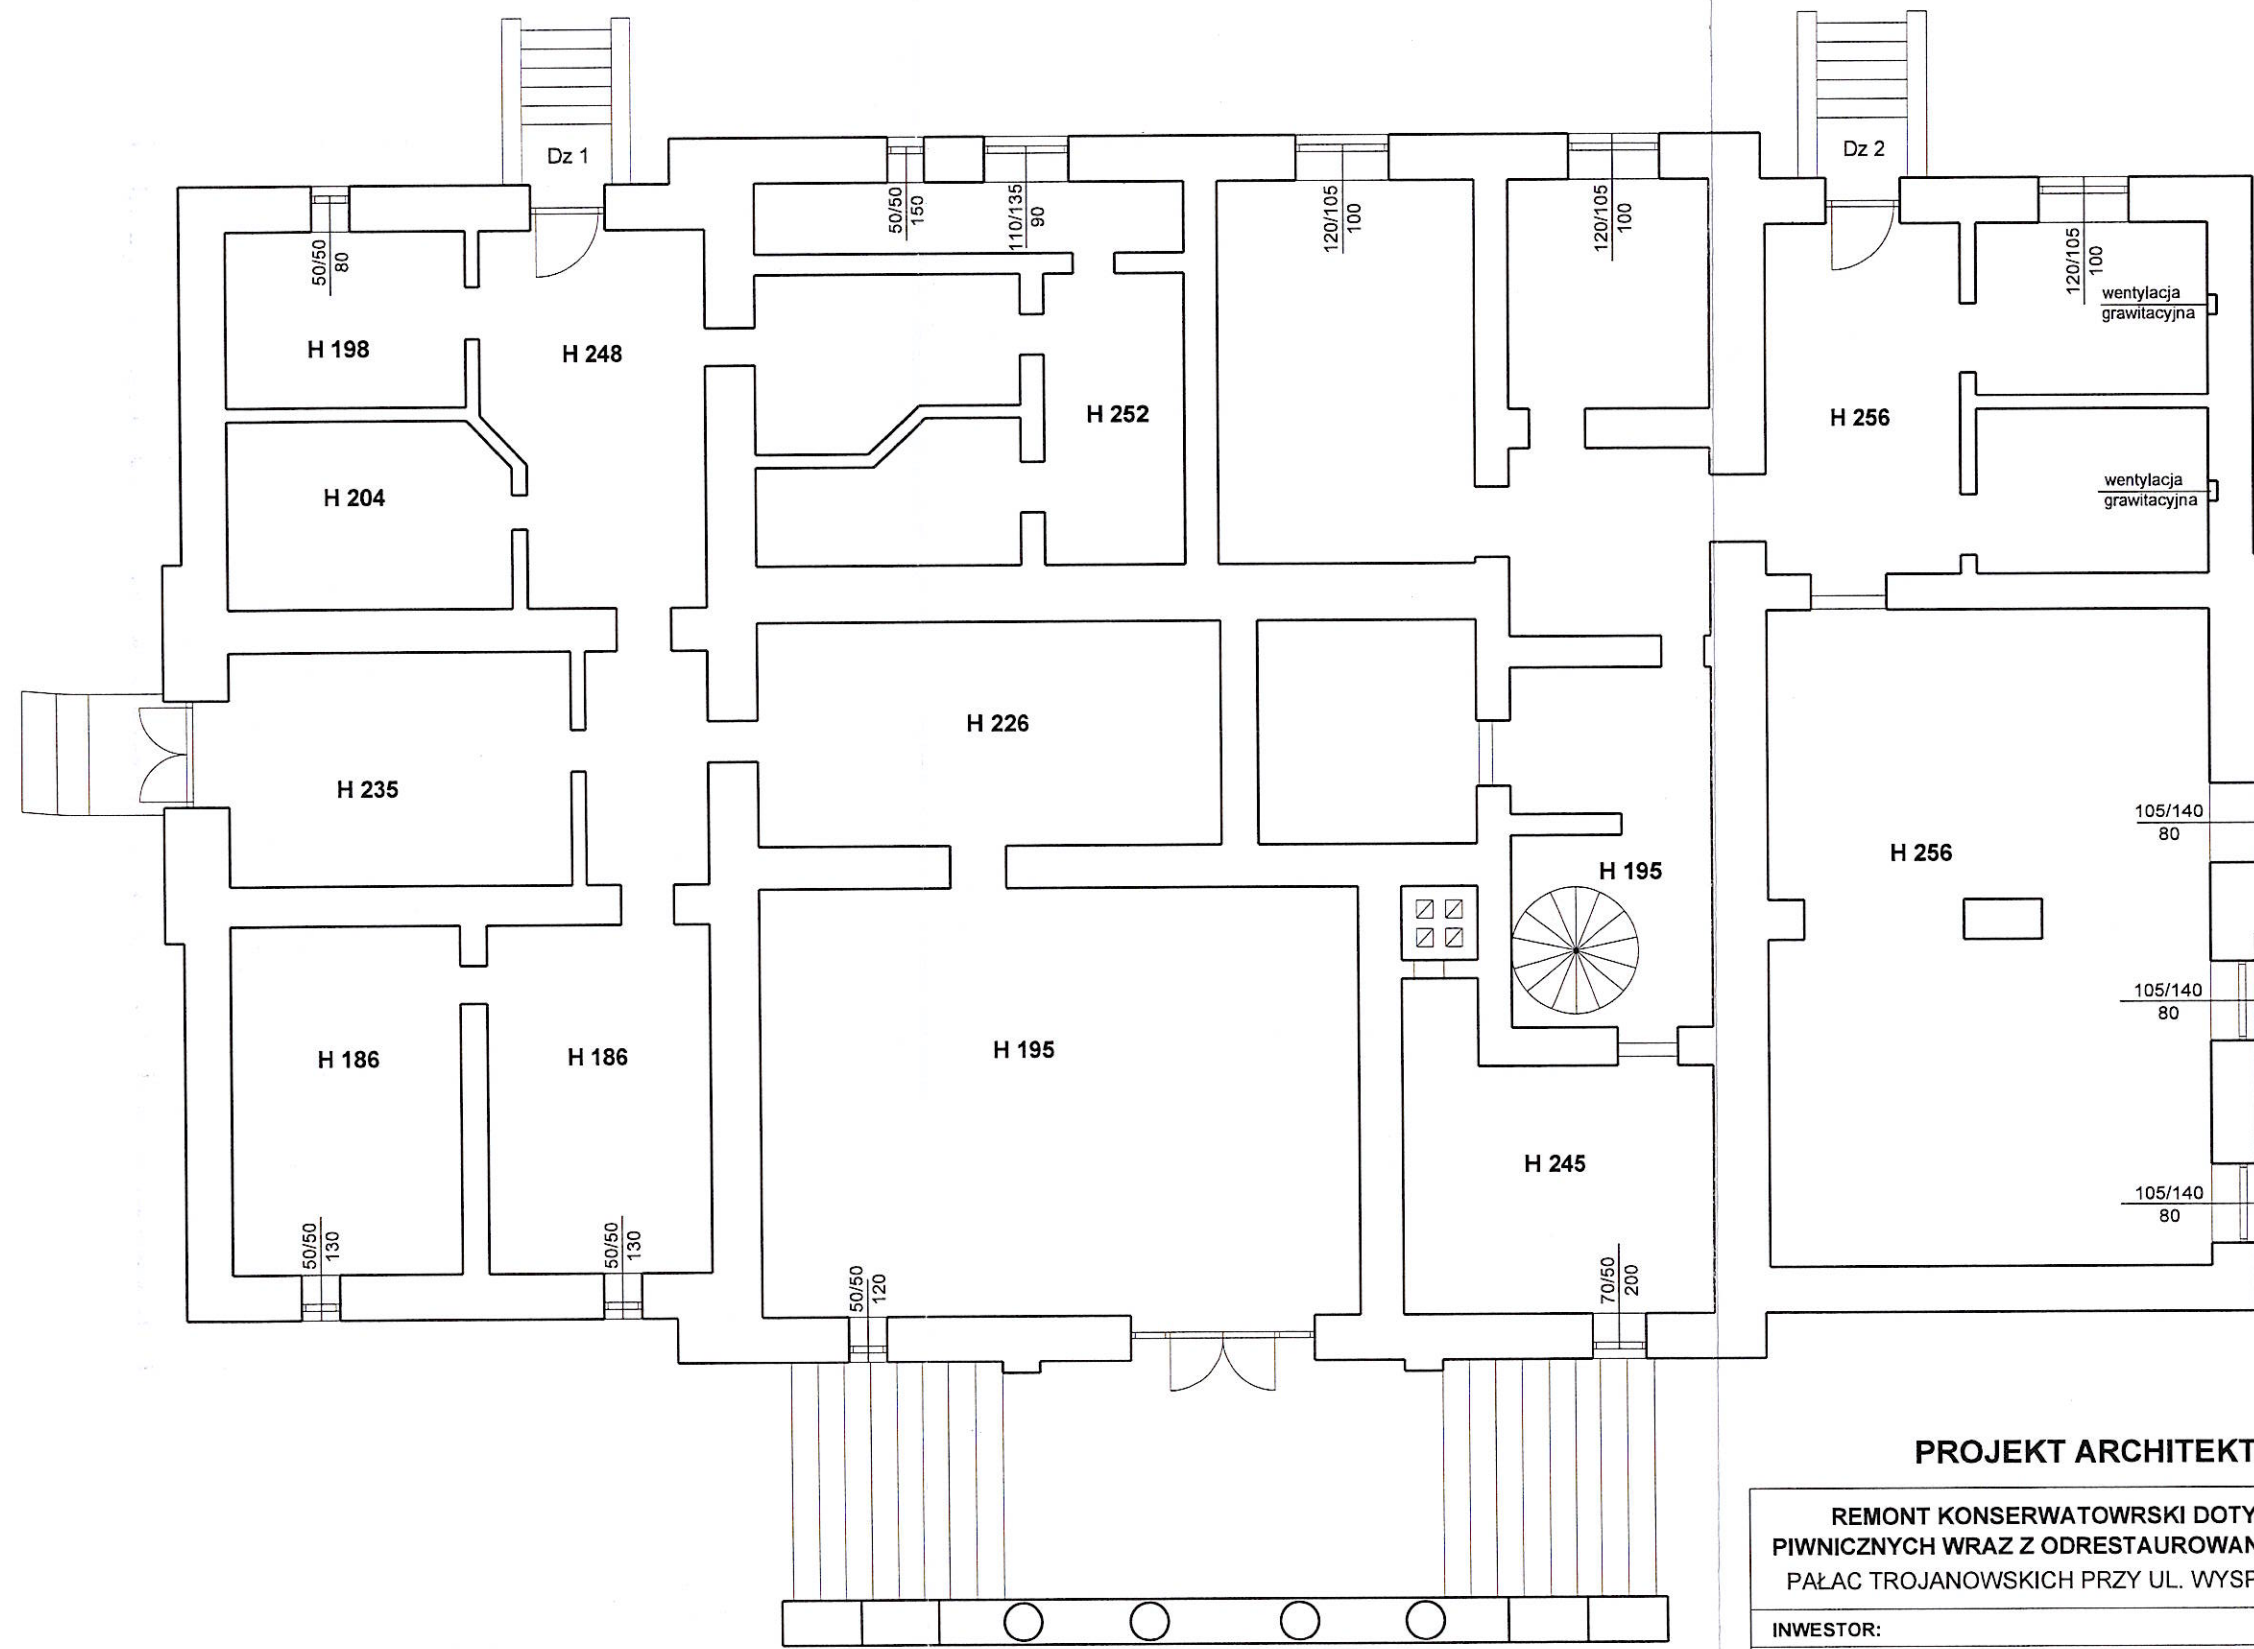 Dz 1
Dz 2
50/50
80
50/50
150
110/135
90
120/105
100
120/105
100
120/105
100
wentylacja
grawitacyjna
H 198
H 248
H 252
H 256
H 204
wentylacja
grawitacyjna
H 226
H 235
105/140
80
H 256
H 195
105/140
80
H 195
H 186
H 186
H 245
105/140
80
50/50
130
50/50
130
50/50
120
70/50
200
PROJEKT ARCHITEKT
REMONT KONSERWATOWRSKI DOTY
PIWNICZNYCH WRAZ Z ODRESTAUROWAN
PAŁAC TROJANOWSKICH PRZY UL. WYSP
INWESTOR: